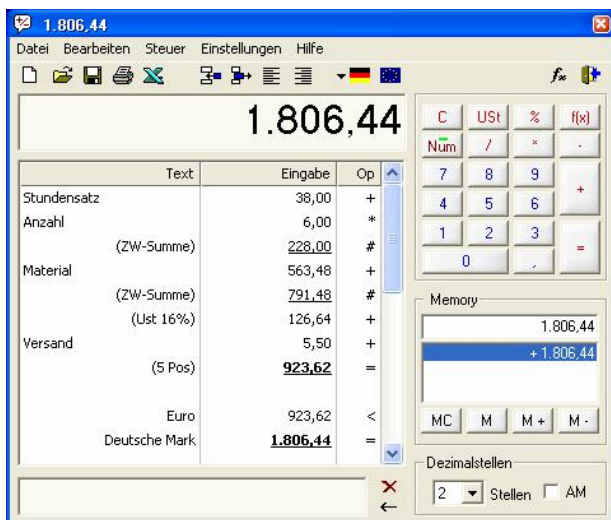 1.806,44
Datei Bearbeiten Steuer Einstellungen Hilfe
1.806,44
Text Eingabe Op
Stundensatz 38,00 +
Anzahl 6,00 *
(ZW-Summe) 228,00 #
Material 563,48 +
(ZW-Summe) 791,48 #
(Ust 16%) 126,64 +
Versand 5,50 +
(5 Pos) 923,62 =
Euro 923,62 <
Deutsche Mark 1.806,44 =
C USt % f(x)
Num / * -
7 8 9 +
4 5 6
1 2 3 =
0 ,
Memory
1.806,44
+ 1.806,44
MC M M + M -
Dezimalstellen
2 Stellen AM